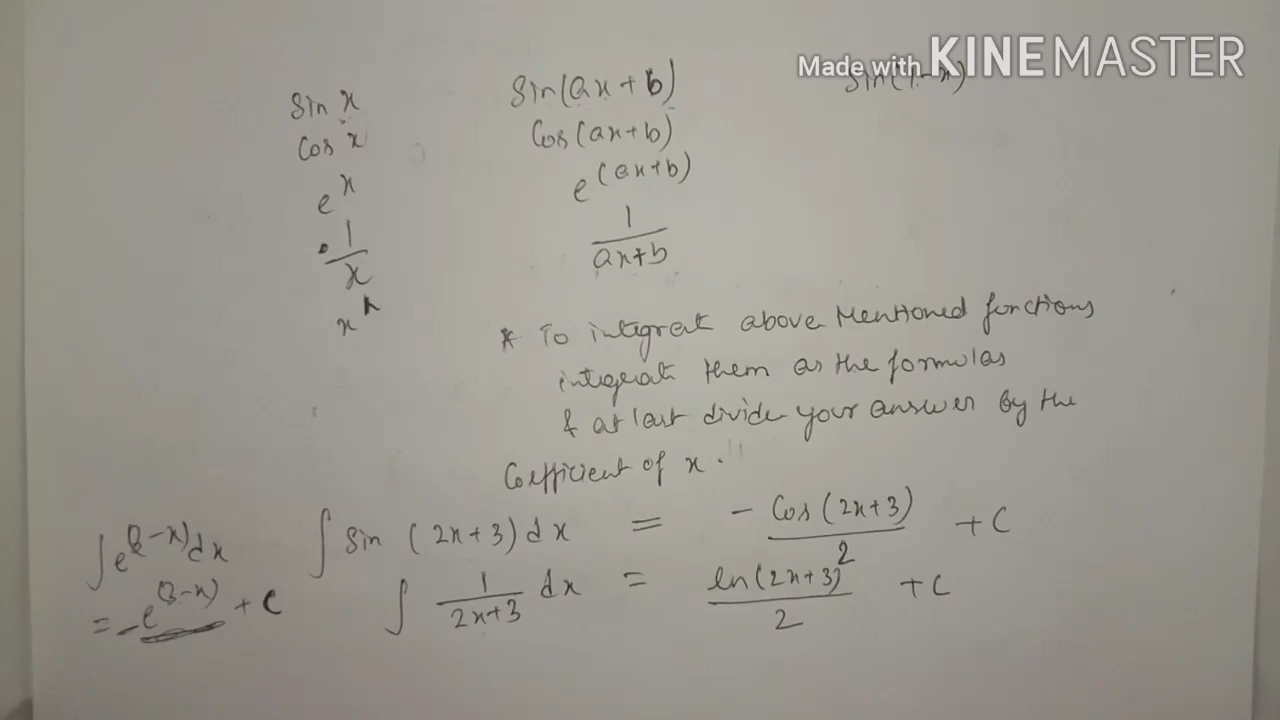 Made with KINEMASTER
Sin x
Sin(ax+b)
Sin(1-x)
Cos x
Cos(ax+b)
e^x
e^(ax+b)
1/x
1/(ax+b)
x^n
* To integrat above Mentioned functions
integrat them as the formulas
& at last divide your answer by the
Coefficient of x.
∫ Sin (2x+3) dx = - Cos(2x+3)/2 + C
∫ 1/(2x+3) dx = ln(2x+3)/2 + C
∫e^( -x) dx
= -e^( -x) + C